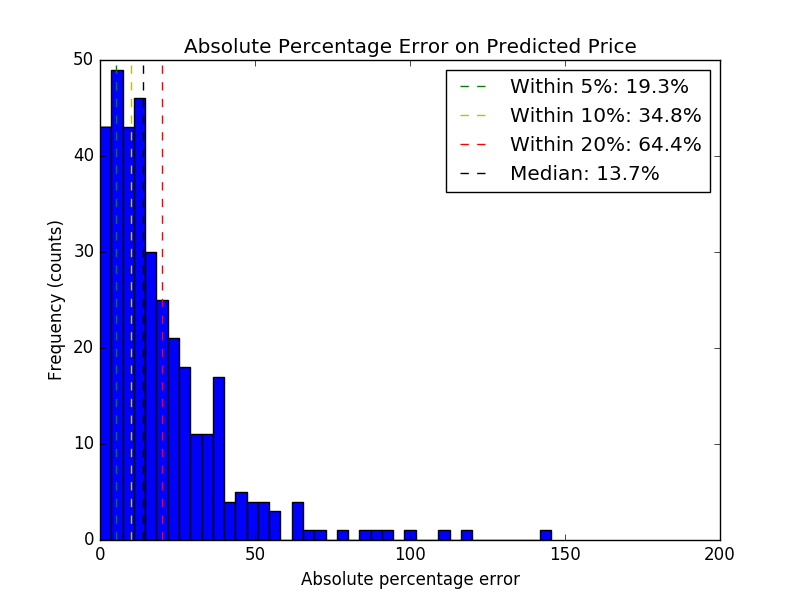 Absolute Percentage Error on Predicted Price
Within 5%: 19.3%
Within 10%: 34.8%
Within 20%: 64.4%
Median: 13.7%
50
40
30
20
10
0
Frequency (counts)
0 50 100 150 200
Absolute percentage error